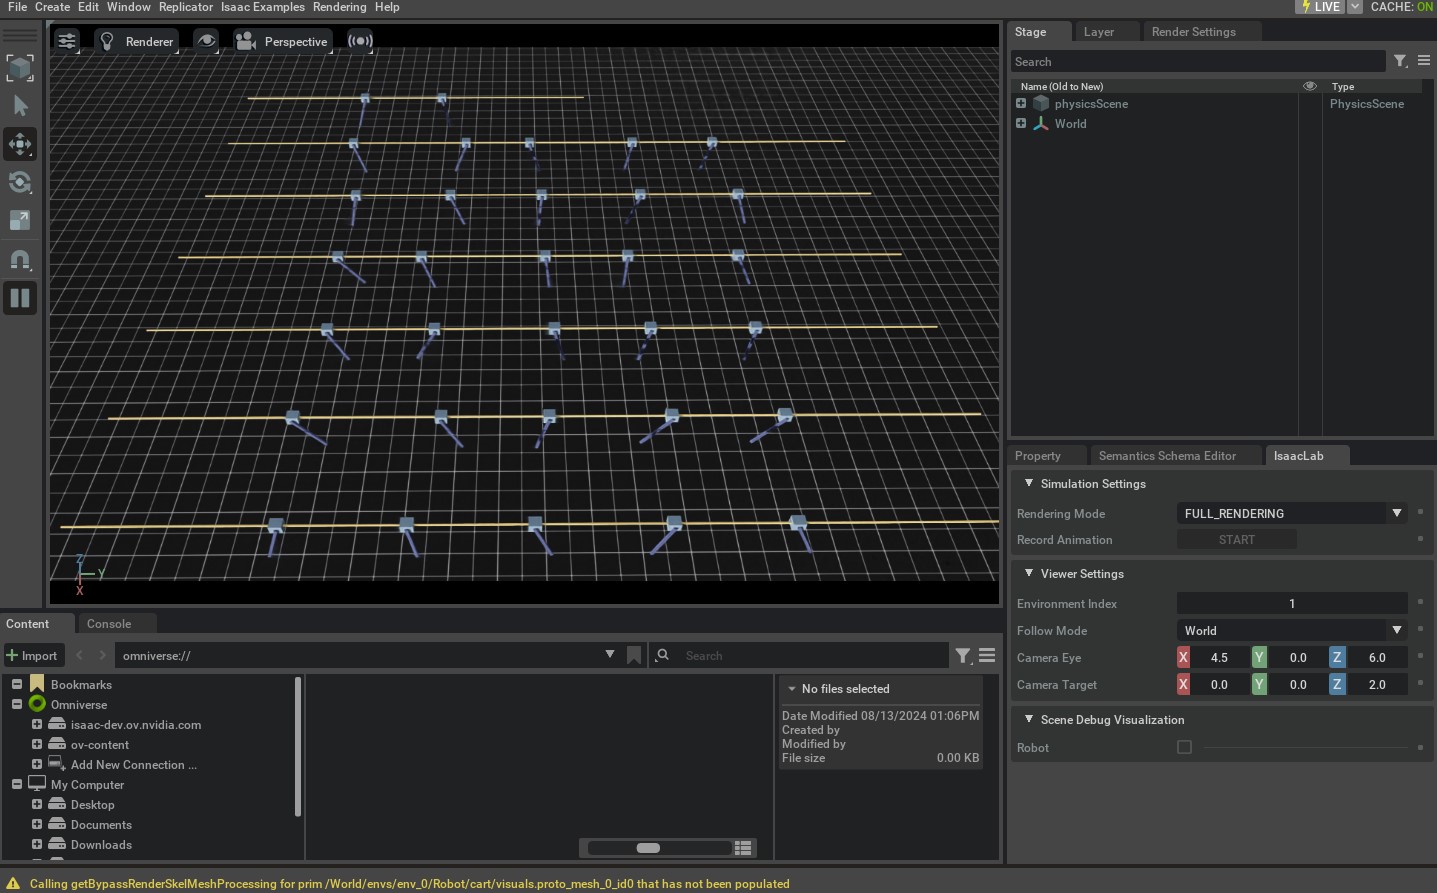 File Create Edit Window Replicator Isaac Examples Rendering Help
LIVE CACHE: ON
Renderer Perspective
Stage Layer Render Settings
Search
Name (Old to New) Type
physicsScene PhysicsScene
World
Z
Y
X
Property Semantics Schema Editor IsaacLab
Simulation Settings
Rendering Mode FULL_RENDERING
Record Animation START
Viewer Settings
Environment Index 1
Follow Mode World
Camera Eye X 4.5 Y 0.0 Z 6.0
Camera Target X 0.0 Y 0.0 Z 2.0
Scene Debug Visualization
Robot
Content Console
Import omniverse:// Search
Bookmarks
Omniverse
isaac-dev.ov.nvidia.com
ov-content
Add New Connection ...
My Computer
Desktop
Documents
Downloads
No files selected
Date Modified 08/13/2024 01:06PM
Created by
Modified by
File size 0.00 KB
Calling getBypassRenderSkelMeshProcessing for prim /World/envs/env_0/Robot/cart/visuals.proto_mesh_0_id0 that has not been populated